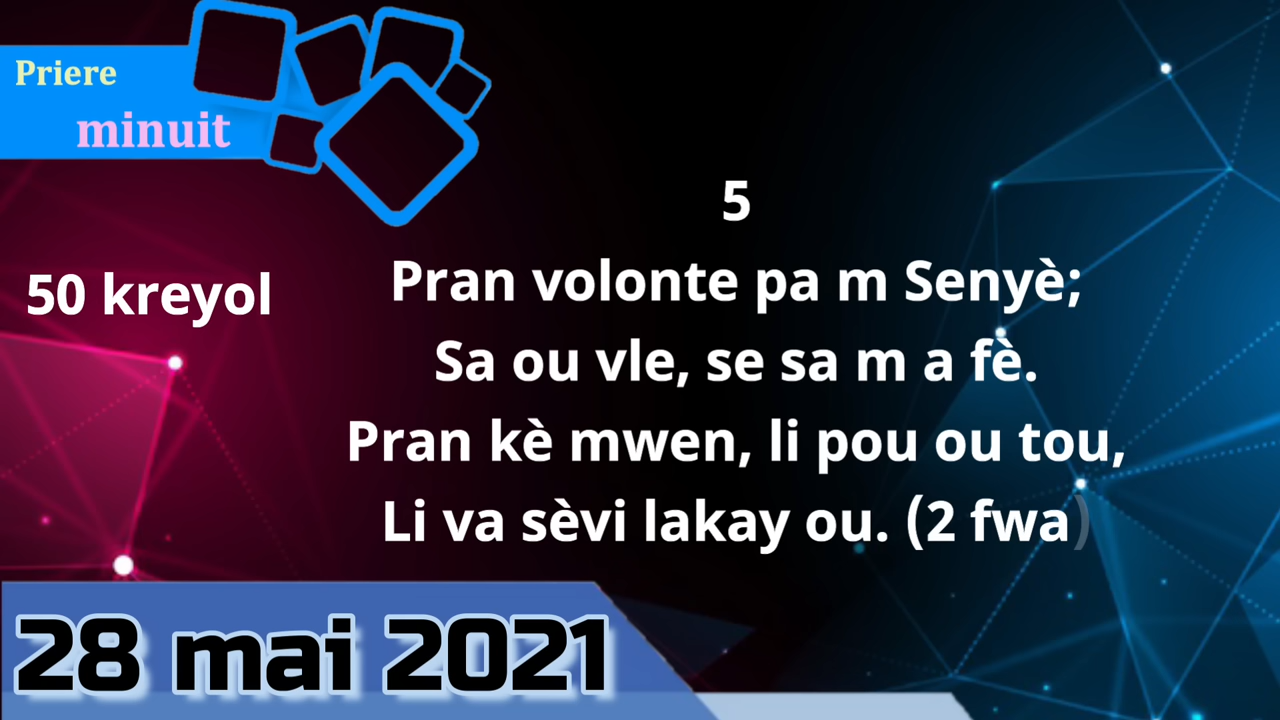 Priere
minuit
50 kreyol
5
Pran volonte pa m Senyè;
Sa ou vle, se sa m a fè.
Pran kè mwen, li pou ou tou,
Li va sèvi lakay ou. (2 fwa)
28 mai 2021